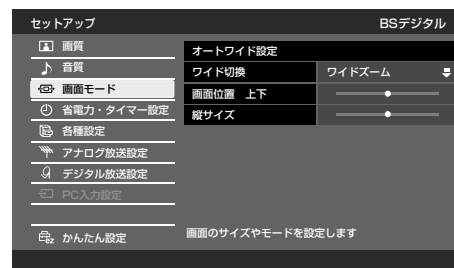 セットアップ BSデジタル
画質
音質
画面モード
省電力・タイマー設定
各種設定
アナログ放送設定
デジタル放送設定
PC入力設定
かんたん設定
オートワイド設定
ワイド切換 ワイドズーム
画面位置 上下
縦サイズ
画面のサイズやモードを設定します